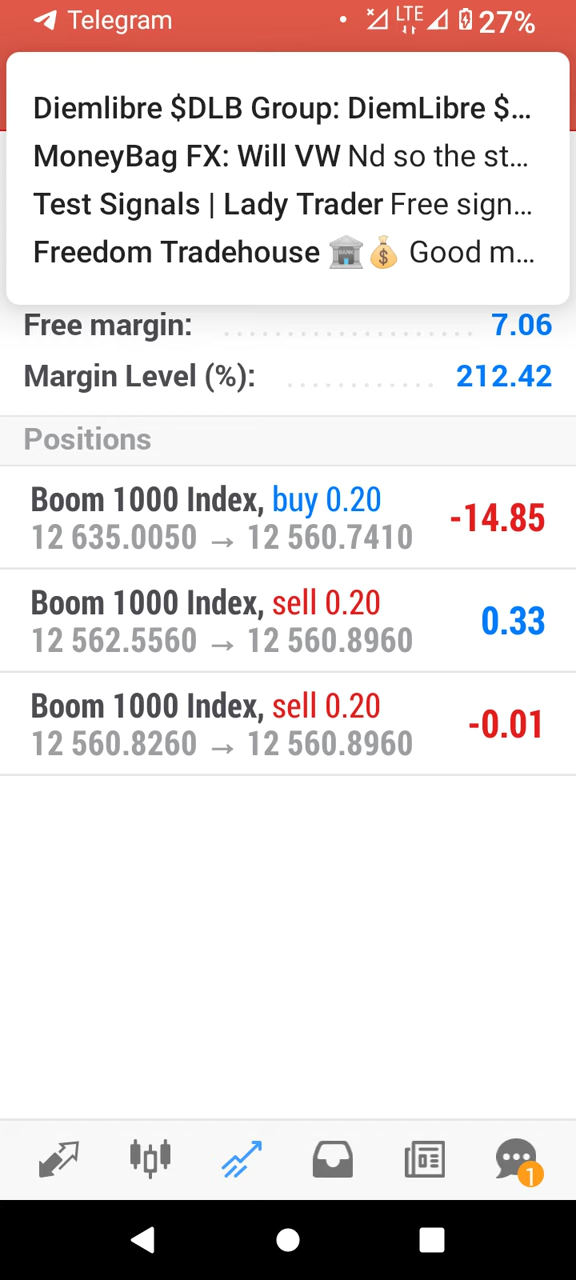 Telegram
LTE
27%
Diemlibre $DLB Group: DiemLibre $...
MoneyBag FX: Will VW Nd so the st...
Test Signals | Lady Trader Free sign...
Freedom Tradehouse 🏦💰 Good m...
Free margin: 7.06
Margin Level (%): 212.42
Positions
Boom 1000 Index, buy 0.20
-14.85
12 635.0050 → 12 560.7410
Boom 1000 Index, sell 0.20
0.33
12 562.5560 → 12 560.8960
Boom 1000 Index, sell 0.20
-0.01
12 560.8260 → 12 560.8960
1